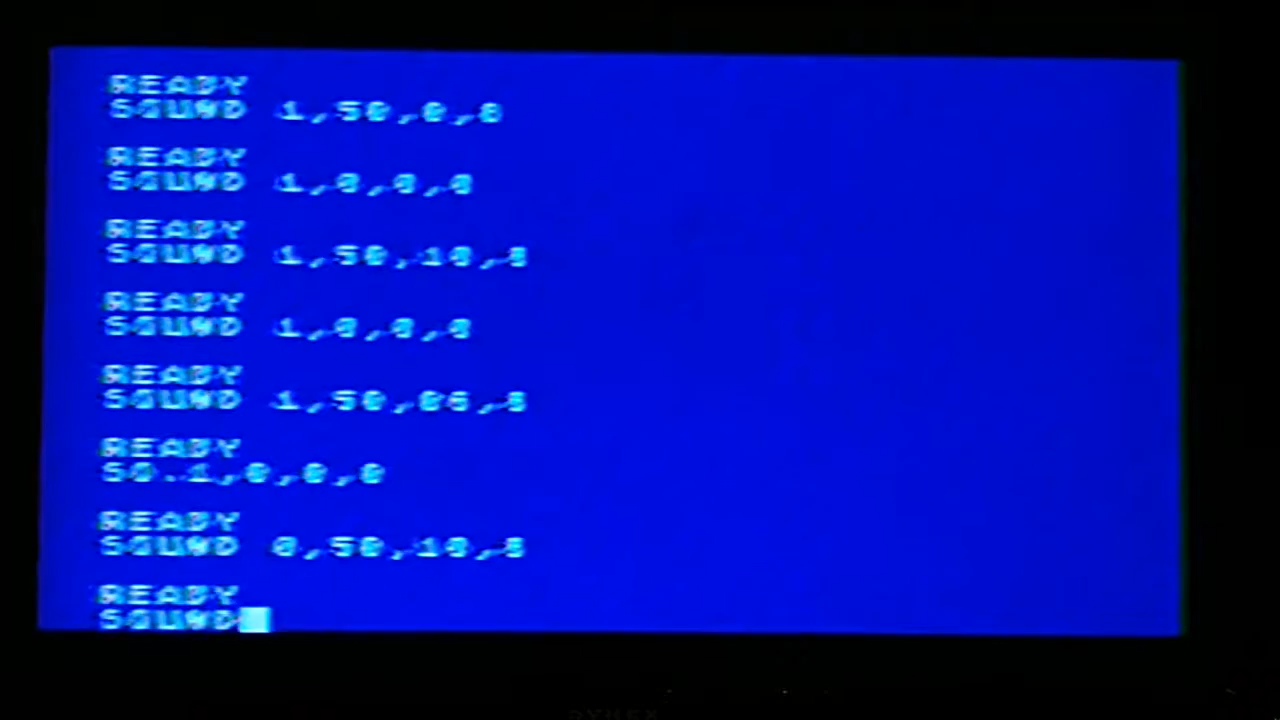 READY
SOUND 1,50,0,8
READY
SOUND 1,0,0,0
READY
SOUND 1,50,10,8
READY
SOUND 1,0,0,0
READY
SOUND 1,50,06,8
READY
SO.1,0,0,0
READY
SOUND 0,50,10,8
READY
SOUND
DYNEX